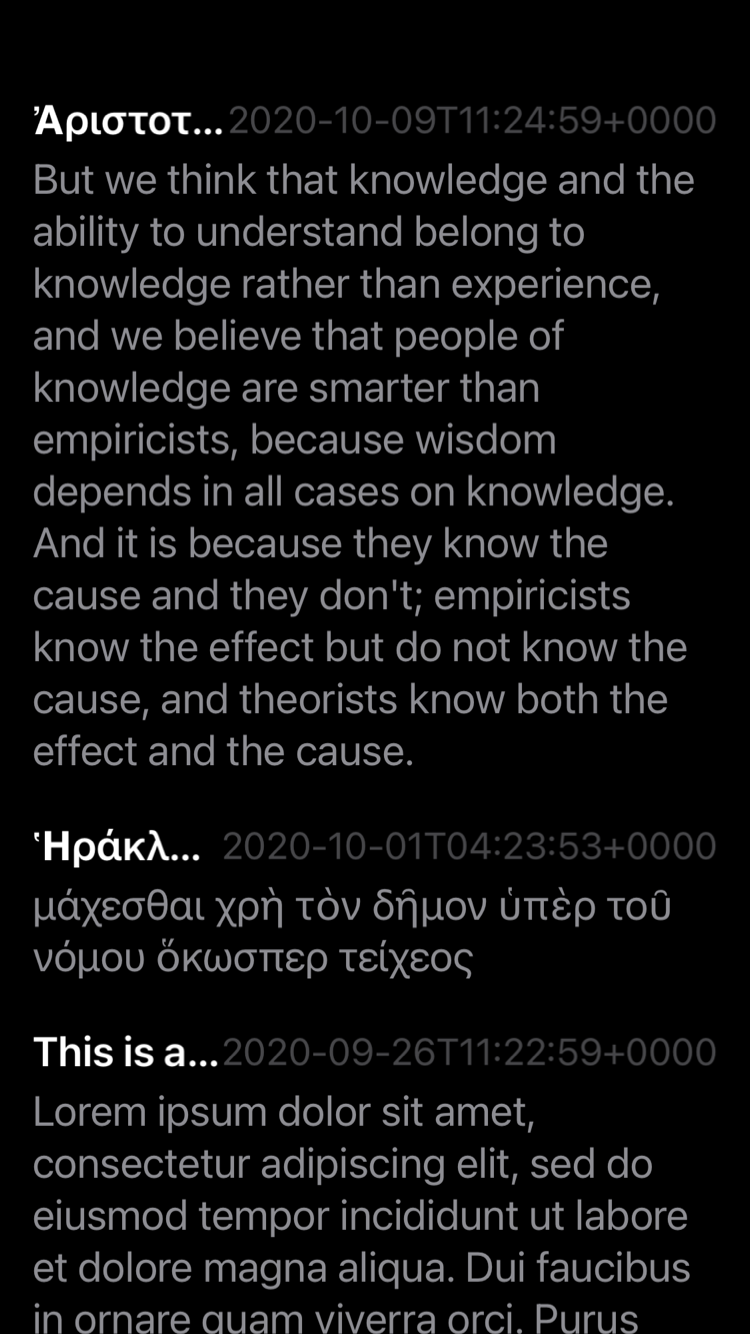 Ἀριστοτ... 2020-10-09T11:24:59+0000
But we think that knowledge and the
ability to understand belong to
knowledge rather than experience,
and we believe that people of
knowledge are smarter than
empiricists, because wisdom
depends in all cases on knowledge.
And it is because they know the
cause and they don't; empiricists
know the effect but do not know the
cause, and theorists know both the
effect and the cause.
Ἡράκλ... 2020-10-01T04:23:53+0000
μάχεσθαι χρὴ τὸν δῆμον ὑπὲρ τοῦ
νόμου ὅκωσπερ τείχεος
This is a... 2020-09-26T11:22:59+0000
Lorem ipsum dolor sit amet,
consectetur adipiscing elit, sed do
eiusmod tempor incididunt ut labore
et dolore magna aliqua. Dui faucibus
in ornare quam viverra orci. Purus